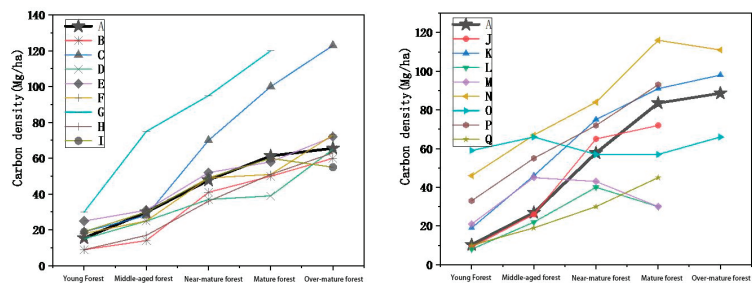 Carbon density(Mg/ha)
140
120
100
80
60
40
20
0
A
B
C
D
E
F
G
H
I
Young Forest
Middle-aged forest
Near-mature forest
Mature forest
Over-mature forest
Carbon density(Mg/ha)
120
100
80
60
40
20
0
A
J
K
L
M
N
O
P
Q
Young Forest
Middle-aged forest
Near-mature forest
Mature forest
Over-mature forest